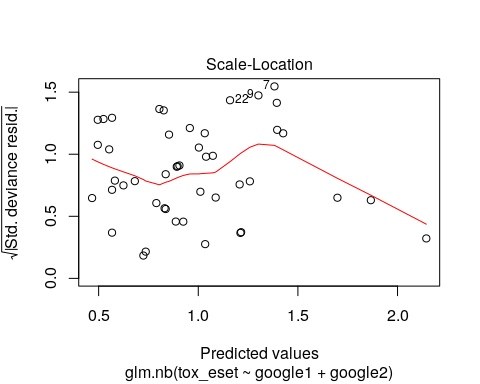 Scale-Location
√|Std. deviance resid.|
0.0
0.5
1.0
1.5
7
9
22
0.5
1.0
1.5
2.0
Predicted values
glm.nb(tox_eset ~ google1 + google2)